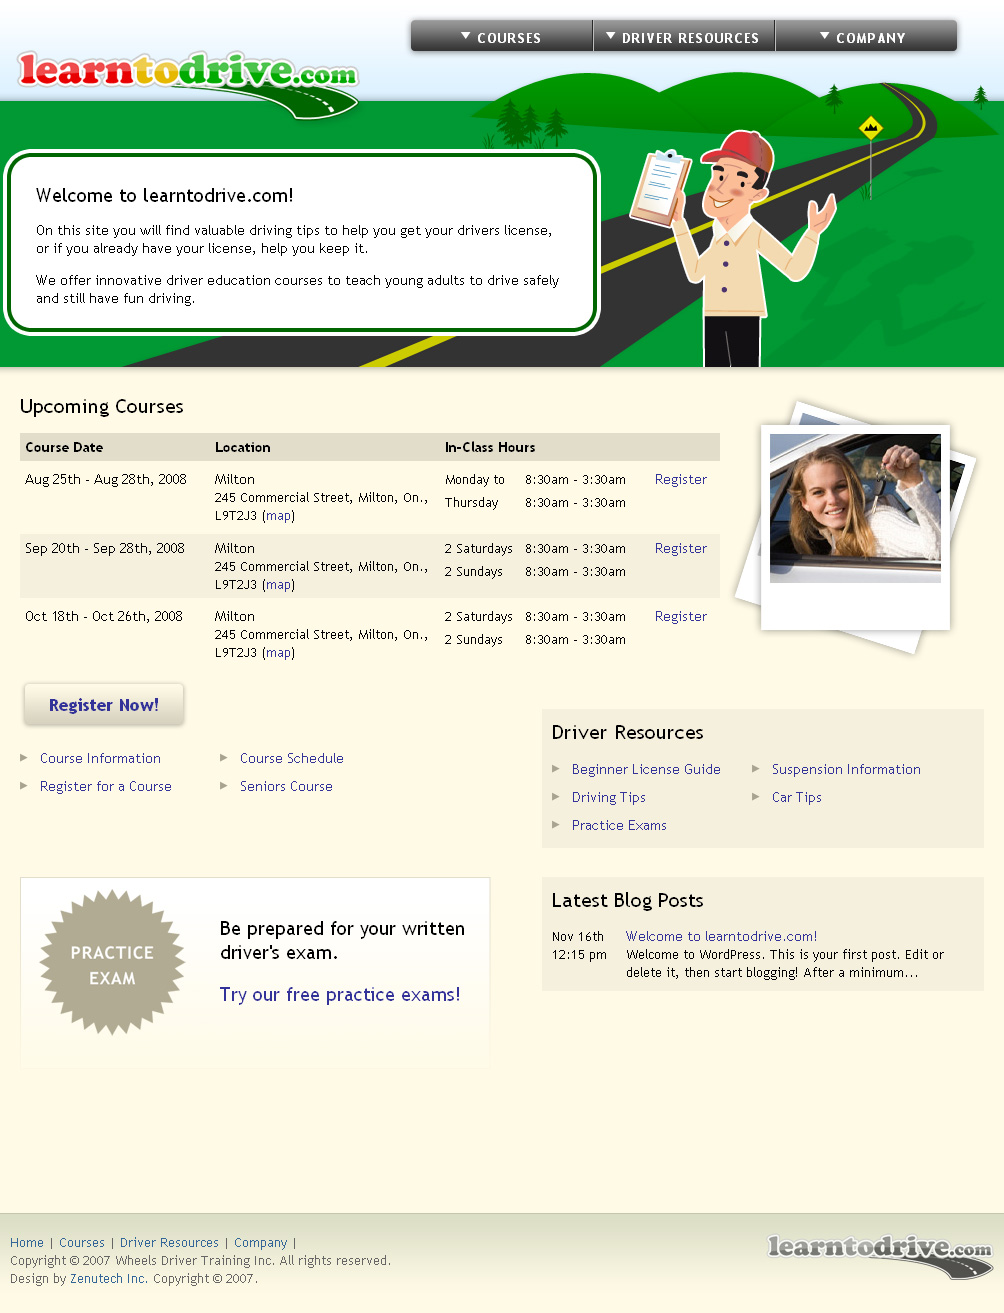 COURSES DRIVER RESOURCES COMPANY
learntodrive.com
Welcome to learntodrive.com!
On this site you will find valuable driving tips to help you get your drivers license,
or if you already have your license, help you keep it.
We offer innovative driver education courses to teach young adults to drive safely
and still have fun driving.
Upcoming Courses
Course Date Location In-Class Hours
Aug 25th - Aug 28th, 2008 Milton Monday to 8:30am - 3:30am Register
245 Commercial Street, Milton, On.,
Thursday 8:30am - 3:30am
L9T2J3 (map)
Sep 20th - Sep 28th, 2008 Milton 2 Saturdays 8:30am - 3:30am Register
245 Commercial Street, Milton, On.,
2 Sundays 8:30am - 3:30am
L9T2J3 (map)
Oct 18th - Oct 26th, 2008 Milton 2 Saturdays 8:30am - 3:30am Register
245 Commercial Street, Milton, On.,
2 Sundays 8:30am - 3:30am
L9T2J3 (map)
Register Now!
Course Information Course Schedule
Register for a Course Seniors Course
Driver Resources
Beginner License Guide Suspension Information
Driving Tips Car Tips
Practice Exams
PRACTICE
EXAM
Be prepared for your written
driver's exam.
Try our free practice exams!
Latest Blog Posts
Nov 16th Welcome to learntodrive.com!
12:15 pm Welcome to WordPress. This is your first post. Edit or
delete it, then start blogging! After a minimum...
Home | Courses | Driver Resources | Company |
Copyright © 2007 Wheels Driver Training Inc. All rights reserved.
Design by Zenutech Inc. Copyright © 2007.
learntodrive.com